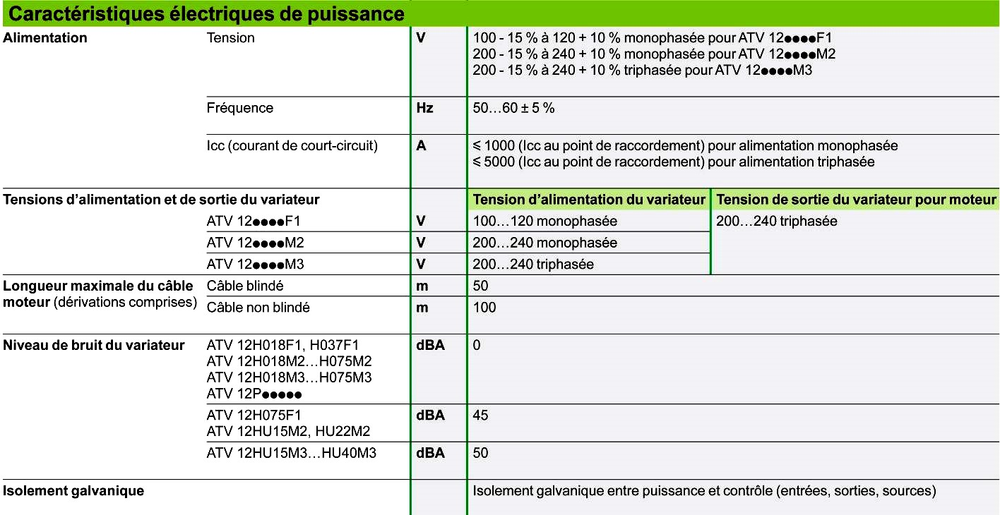 Caractéristiques électriques de puissance
Alimentation Tension V 100 - 15 % à 120 + 10 % monophasée pour ATV 12●●●●F1
200 - 15 % à 240 + 10 % monophasée pour ATV 12●●●●M2
200 - 15 % à 240 + 10 % triphasée pour ATV 12●●●●M3
Fréquence Hz 50…60 ± 5 %
Icc (courant de court-circuit) A ≤ 1000 (Icc au point de raccordement) pour alimentation monophasée
≤ 5000 (Icc au point de raccordement) pour alimentation triphasée
Tensions d’alimentation et de sortie du variateur Tension d’alimentation du variateur Tension de sortie du variateur pour moteur
ATV 12●●●●F1 V 100…120 monophasée 200…240 triphasée
ATV 12●●●●M2 V 200…240 monophasée
ATV 12●●●●M3 V 200…240 triphasée
Longueur maximale du câble Câble blindé m 50
moteur (dérivations comprises) Câble non blindé m 100
Niveau de bruit du variateur ATV 12H018F1, H037F1 dBA 0
ATV 12H018M2…H075M2
ATV 12H018M3…H075M3
ATV 12P●●●●●
ATV 12H075F1 dBA 45
ATV 12HU15M2, HU22M2
ATV 12HU15M3…HU40M3 dBA 50
Isolement galvanique Isolement galvanique entre puissance et contrôle (entrées, sorties, sources)